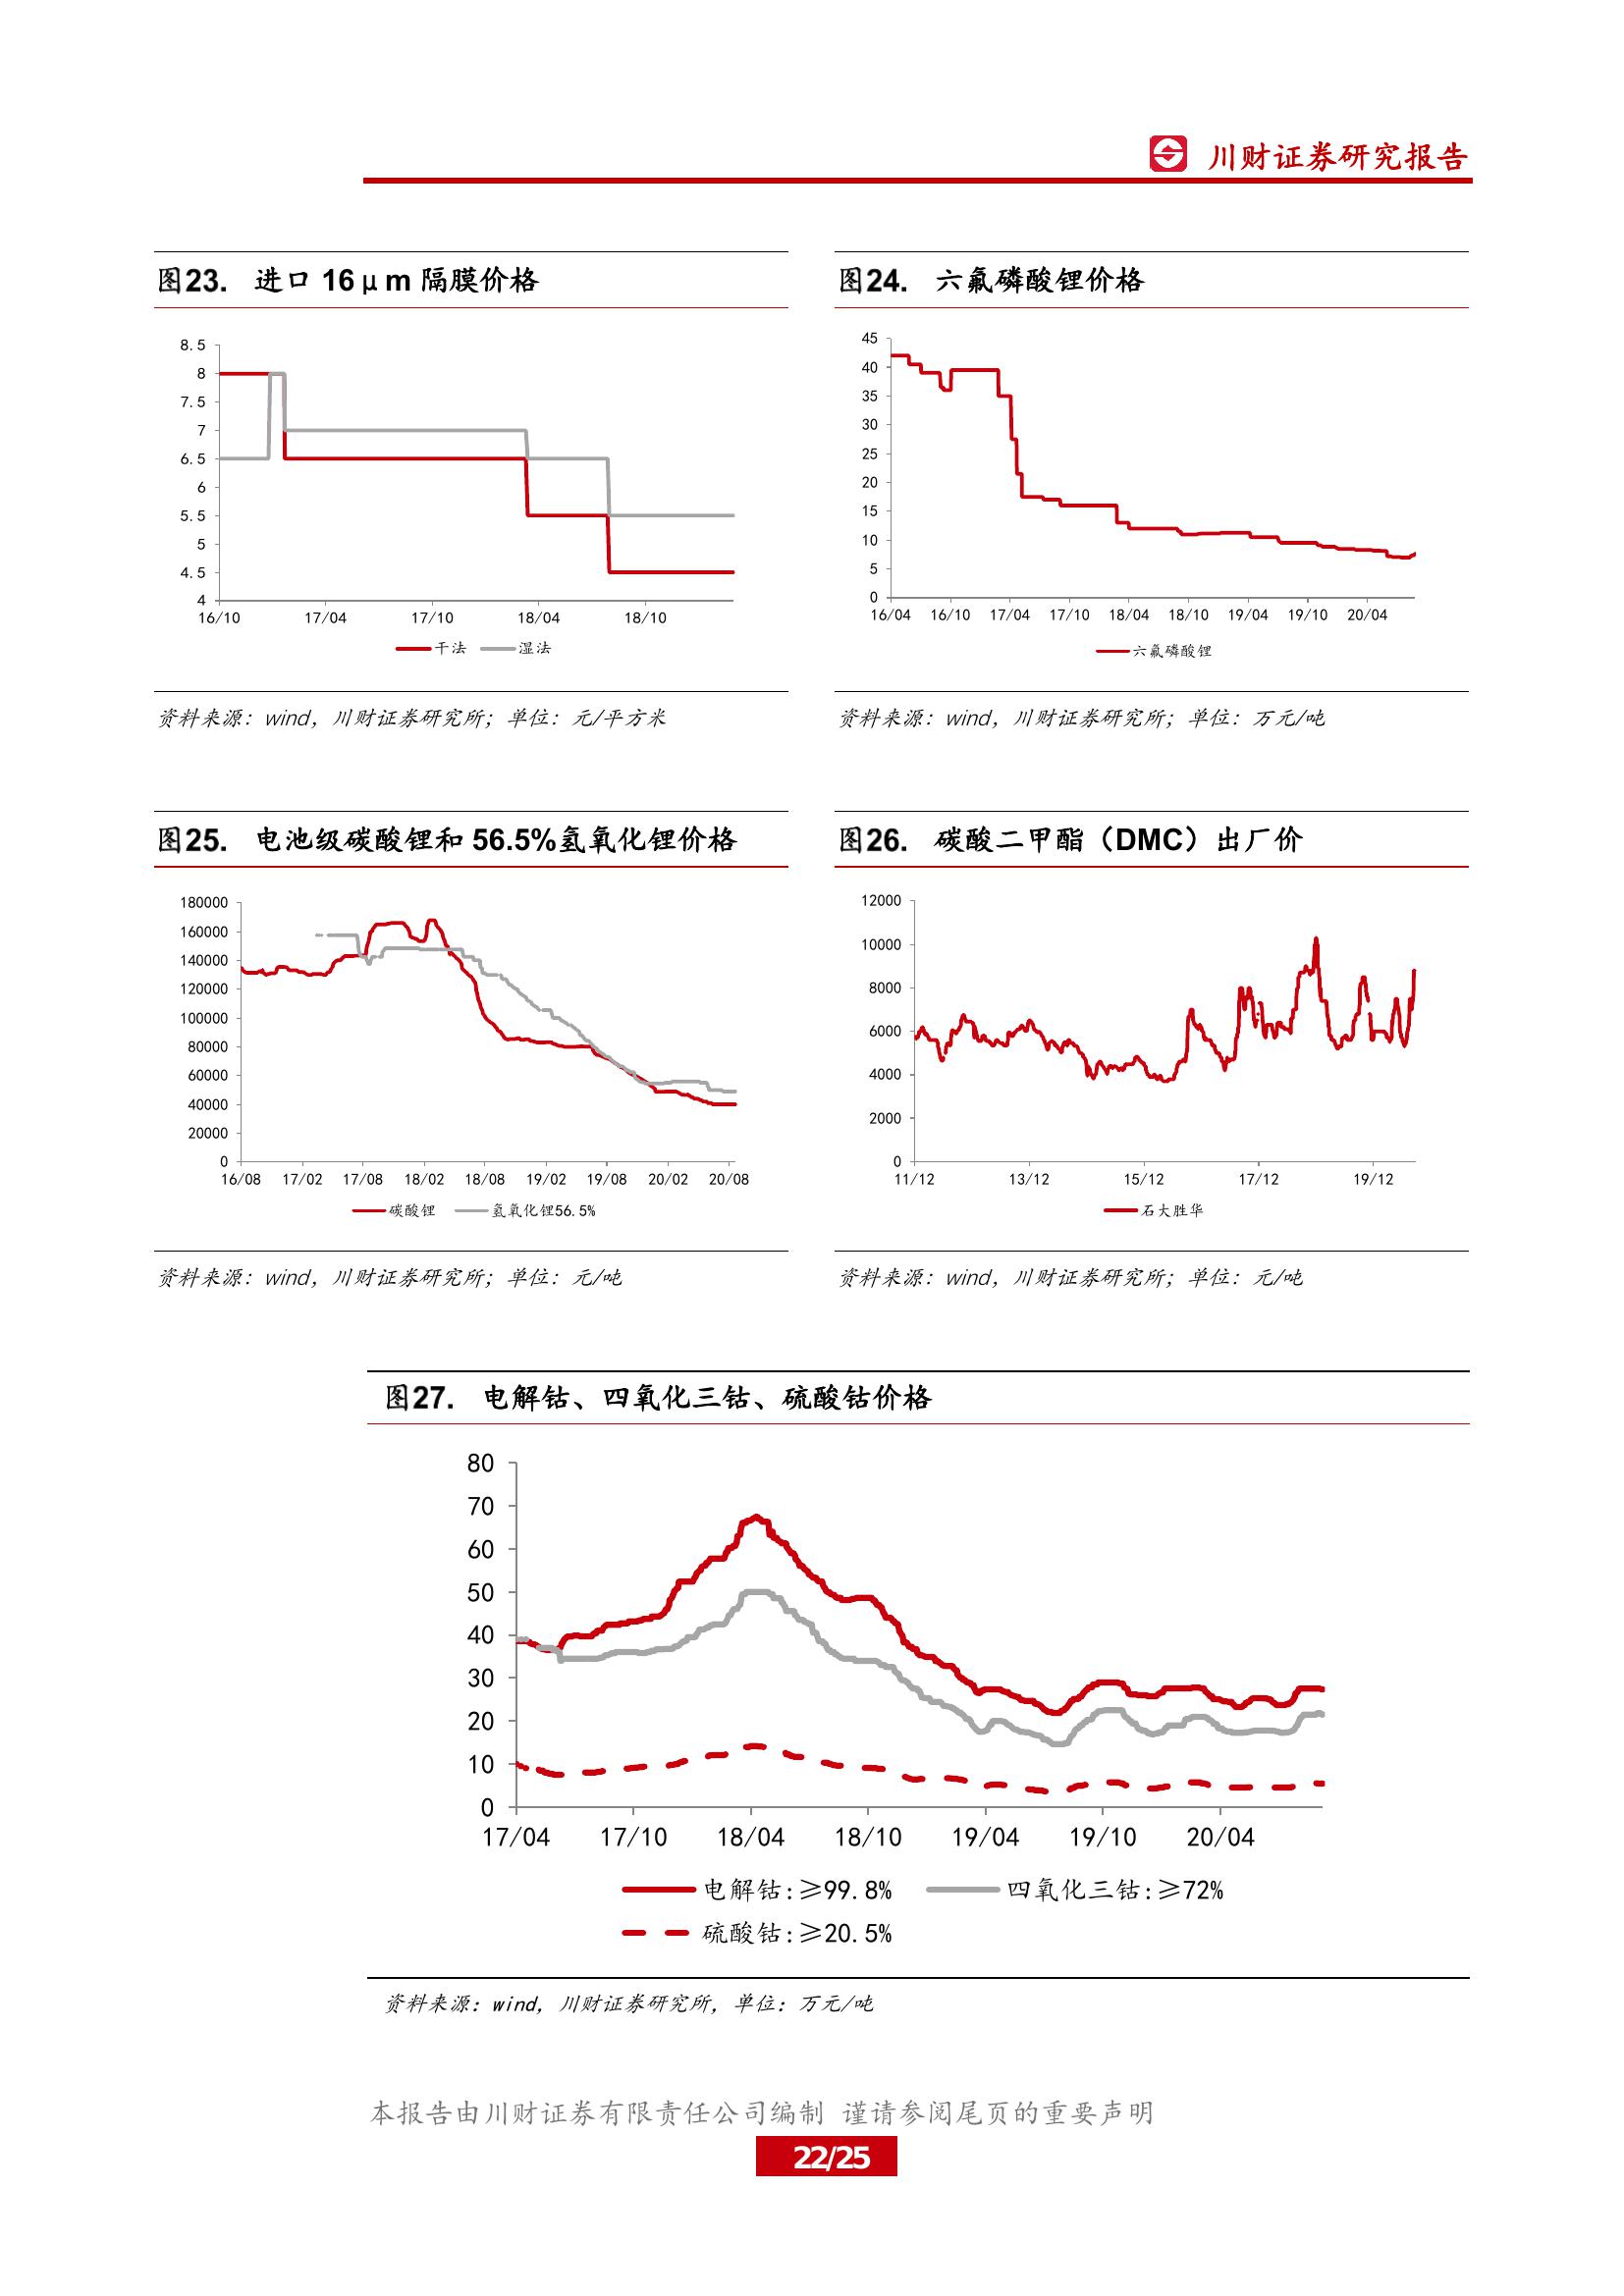 川财证券研究报告
图23. 进口 16μm 隔膜价格
8.5
8
7.5
7
6.5
6
5.5
5
4.5
4
16/10 17/04 17/10 18/04 18/10
干法 湿法
资料来源：wind，川财证券研究所；单位：元/平方米
图24. 六氟磷酸锂价格
45
40
35
30
25
20
15
10
5
0
16/04 16/10 17/04 17/10 18/04 18/10 19/04 19/10 20/04
六氟磷酸锂
资料来源：wind，川财证券研究所；单位：万元/吨
图25. 电池级碳酸锂和 56.5%氢氧化锂价格
180000
160000
140000
120000
100000
80000
60000
40000
20000
0
16/08 17/02 17/08 18/02 18/08 19/02 19/08 20/02 20/08
碳酸锂 氢氧化锂56.5%
资料来源：wind，川财证券研究所；单位：元/吨
图26. 碳酸二甲酯（DMC）出厂价
12000
10000
8000
6000
4000
2000
0
11/12 13/12 15/12 17/12 19/12
石大胜华
资料来源：wind，川财证券研究所；单位：元/吨
图27. 电解钴、四氧化三钴、硫酸钴价格
80
70
60
50
40
30
20
10
0
17/04 17/10 18/04 18/10 19/04 19/10 20/04
电解钴:≥99.8% 四氧化三钴:≥72%
硫酸钴:≥20.5%
资料来源：wind，川财证券研究所，单位：万元/吨
本报告由川财证券有限责任公司编制 谨请参阅尾页的重要声明
22/25